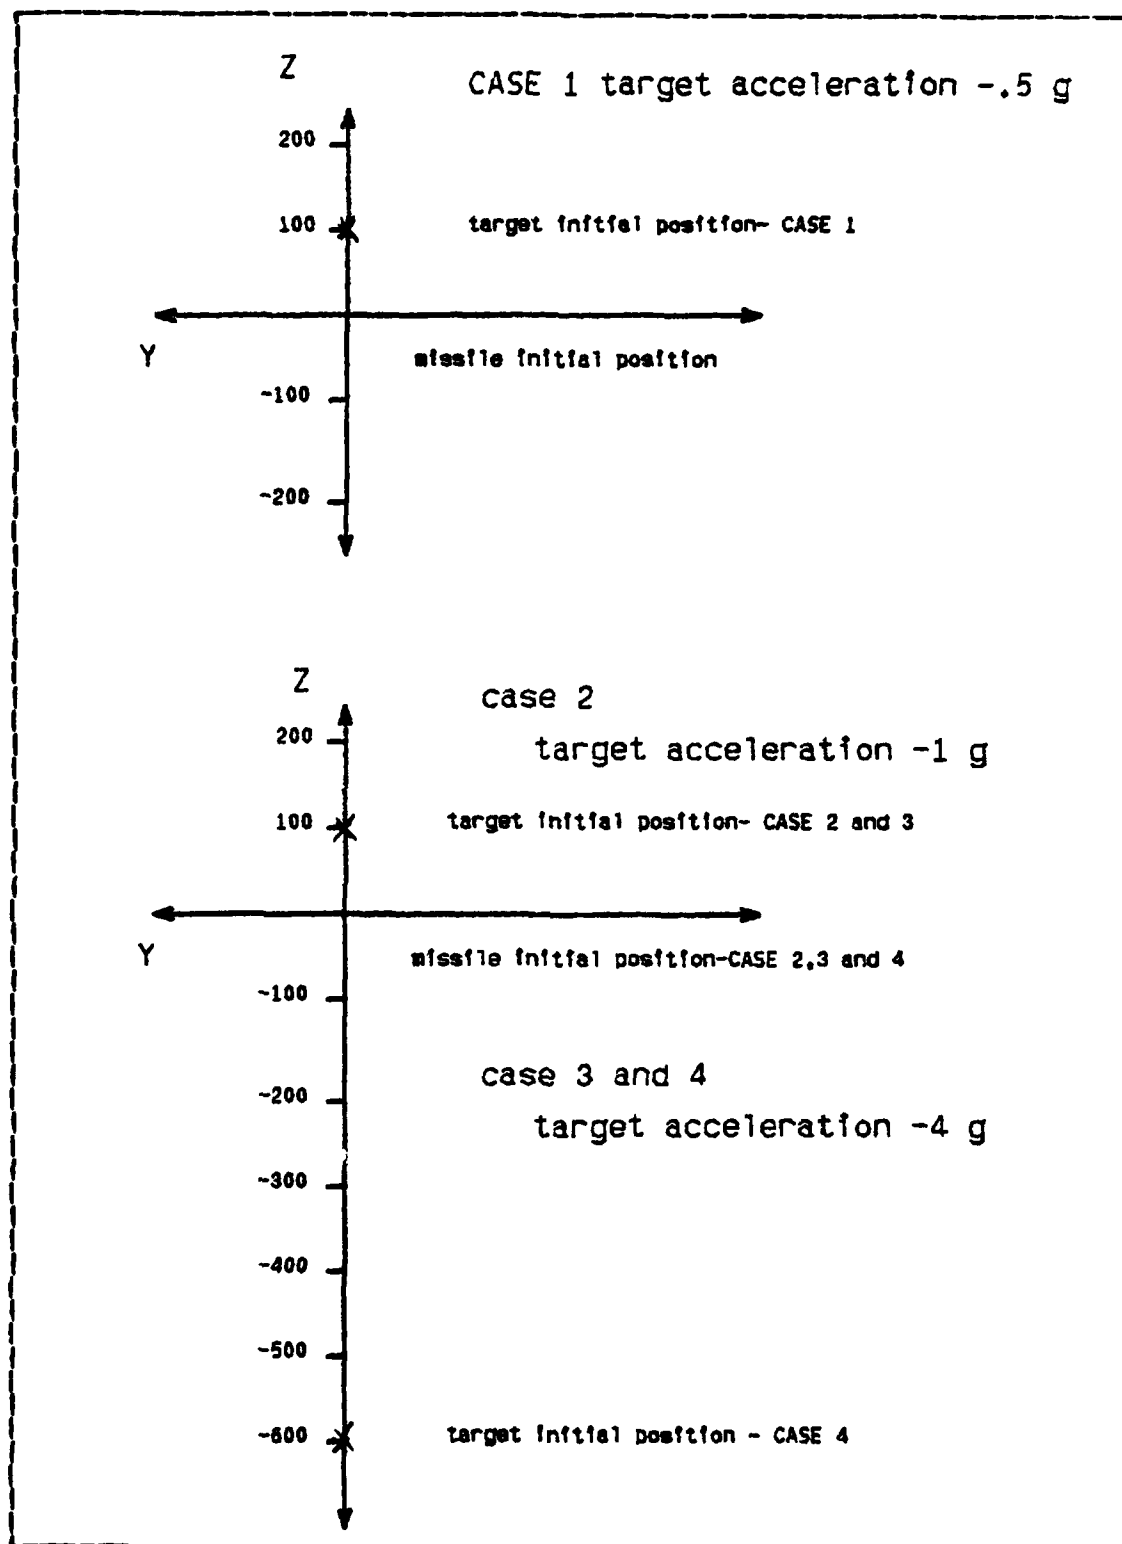 Z
CASE 1 target acceleration -.5 g
200
100
target initial position- CASE 1
Y
missile initial position
-100
-200
Z
case 2
200
target acceleration -1 g
100
target initial position- CASE 2 and 3
Y
missile initial position-CASE 2,3 and 4
-100
case 3 and 4
-200
target acceleration -4 g
-300
-400
-500
-600
target initial position - CASE 4